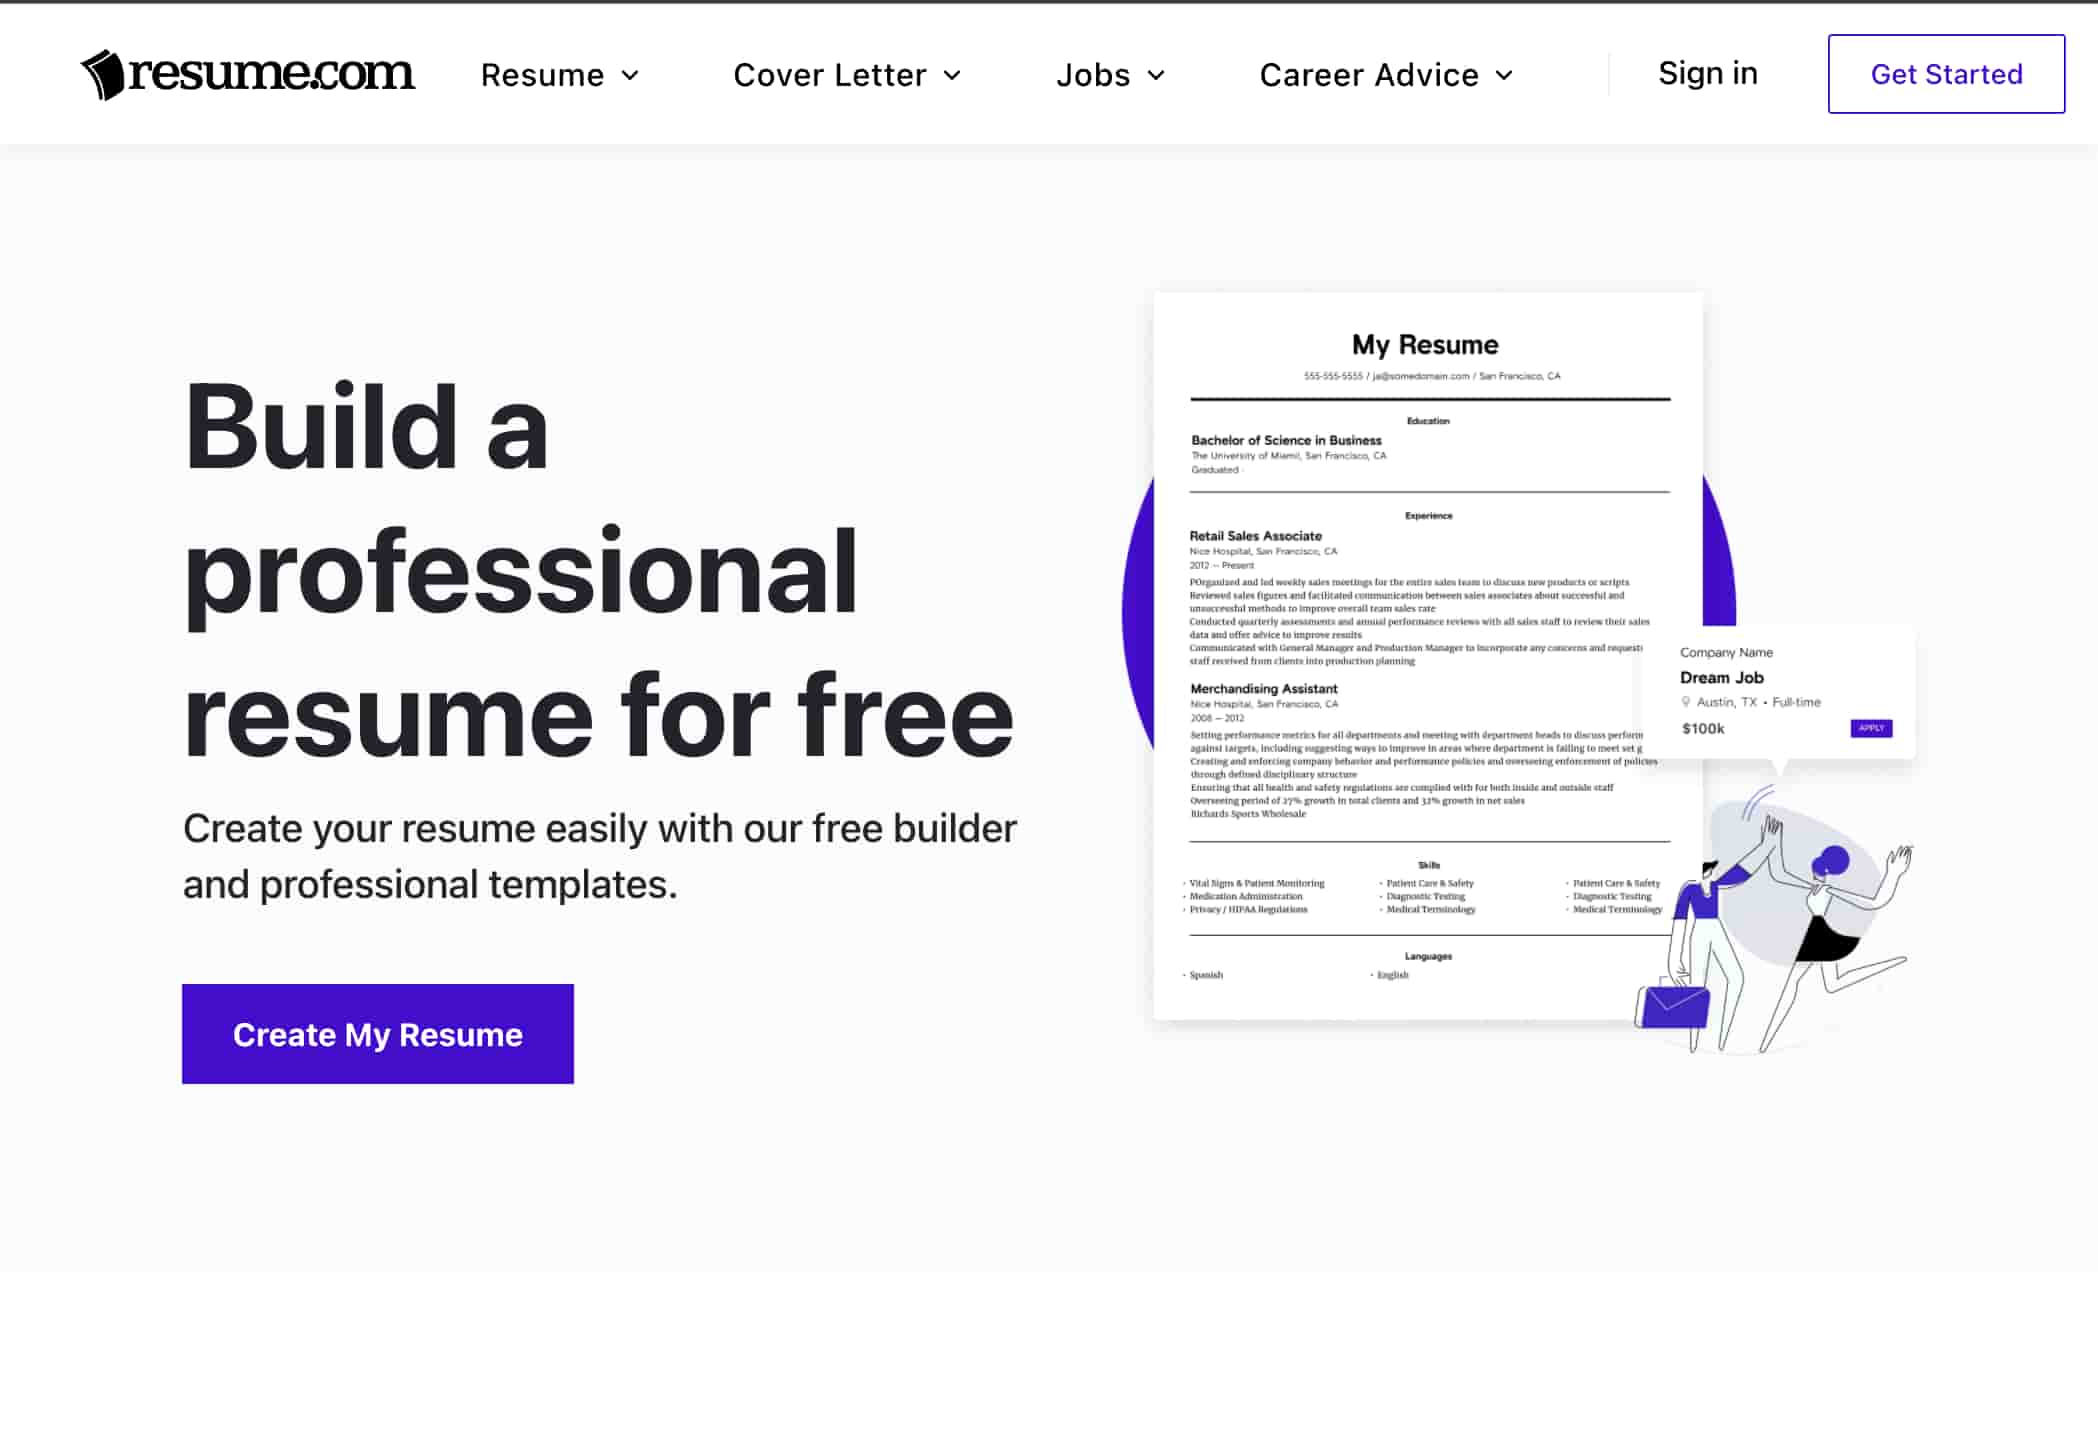 resume.com
Resume
Cover Letter
Jobs
Career Advice
Sign in
Get Started
Build a
professional
resume for free
Create your resume easily with our free builder
and professional templates.
Create My Resume
My Resume
555-555-5555 / ja@somedomain.com / San Francisco, CA
Education
Bachelor of Science in Business
The University of Miami, San Francisco, CA
Graduated ·
Experience
Retail Sales Associate
Nice Hospital, San Francisco, CA
2012 – Present
POrganized and led weekly sales meetings for the entire sales team to discuss new products or scripts
Reviewed sales figures and facilitated communication between sales associates about successful and
unsuccessful methods to improve overall team sales rate
Conducted quarterly assessments and annual performance reviews with all sales staff to review their sales
data and offer advice to improve results
Communicated with General Manager and Production Manager to incorporate any concerns and requests
staff received from clients into production planning
Merchandising Assistant
Nice Hospital, San Francisco, CA
2008 – 2012
Setting performance metrics for all departments and meeting with department heads to discuss perform
against targets, including suggesting ways to improve in areas where department is failing to meet set g
Creating and enforcing company behavior and performance policies and overseeing enforcement of policies
through defined disciplinary structure
Ensuring that all health and safety regulations are complied with for both inside and outside staff
Overseeing period of 27% growth in total clients and 32% growth in net sales
Richards Sports Wholesale
Skills
· Vital Signs & Patient Monitoring
· Medication Administration
· Privacy / HIPAA Regulations
· Patient Care & Safety
· Diagnostic Testing
· Medical Terminology
· Patient Care & Safety
· Diagnostic Testing
· Medical Terminology
Languages
· Spanish
· English
Company Name
Dream Job
Austin, TX • Full-time
$100k
APPLY